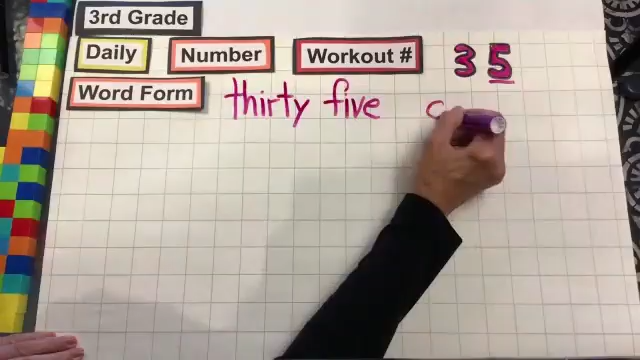 3rd Grade
Daily Number Workout # 35
Word Form thirty five